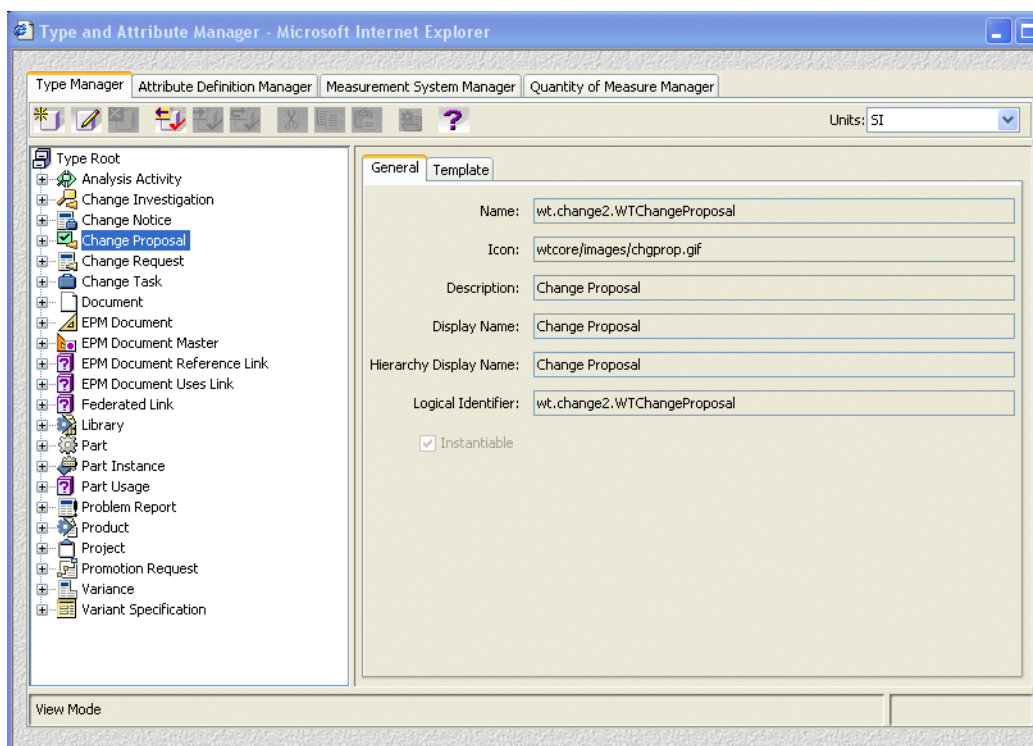 Type and Attribute Manager - Microsoft Internet Explorer
Type Manager Attribute Definition Manager Measurement System Manager Quantity of Measure Manager
Units: SI
Type Root
Analysis Activity
Change Investigation
Change Notice
Change Proposal
Change Request
Change Task
Document
EPM Document
EPM Document Master
EPM Document Reference Link
EPM Document Uses Link
Federated Link
Library
Part
Part Instance
Part Usage
Problem Report
Product
Project
Promotion Request
Variance
Variant Specification
General Template
Name: wt.change2.WTChangeProposal
Icon: wtcore/images/chgprop.gif
Description: Change Proposal
Display Name: Change Proposal
Hierarchy Display Name: Change Proposal
Logical Identifier: wt.change2.WTChangeProposal
Instantiable
View Mode